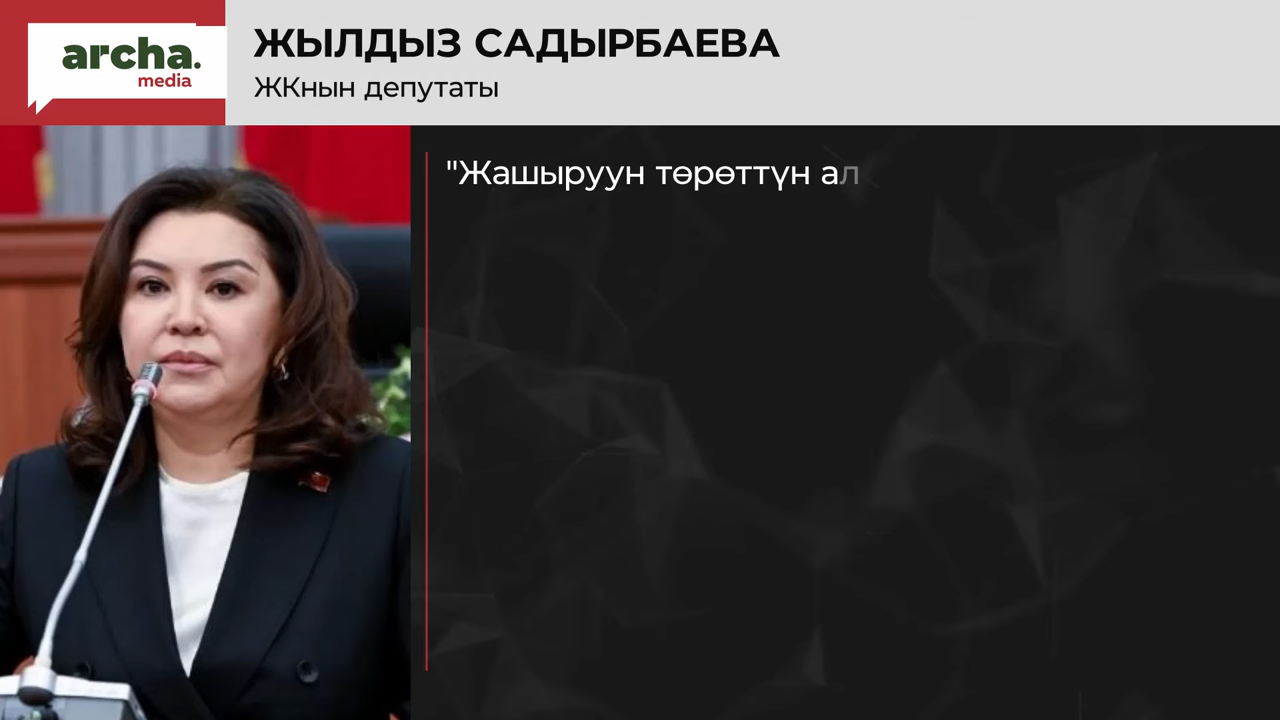 archa.
media
ЖЫЛДЫЗ САДЫРБАЕВА
ЖКнын депутаты
"Жашыруун төрөттүн ал